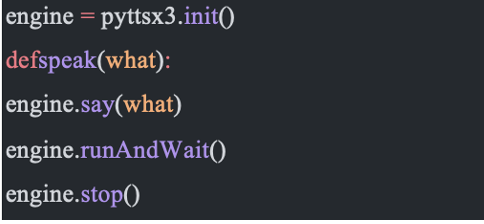 engine = pyttsx3.init()
defspeak(what):
engine.say(what)
engine.runAndWait()
engine.stop()